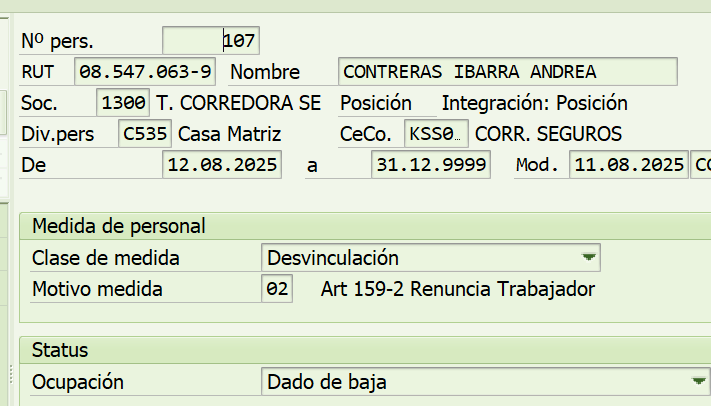 Nº pers. 107
RUT 08.547.063-9 Nombre CONTRERAS IBARRA ANDREA
Soc. 1300 T. CORREDORA SE Posición Integración: Posición
Div.pers C535 Casa Matriz CeCo. KSS0… CORR. SEGUROS
De 12.08.2025 a 31.12.9999 Mod. 11.08.2025
Medida de personal
Clase de medida Desvinculación
Motivo medida 02 Art 159-2 Renuncia Trabajador
Status
Ocupación Dado de baja